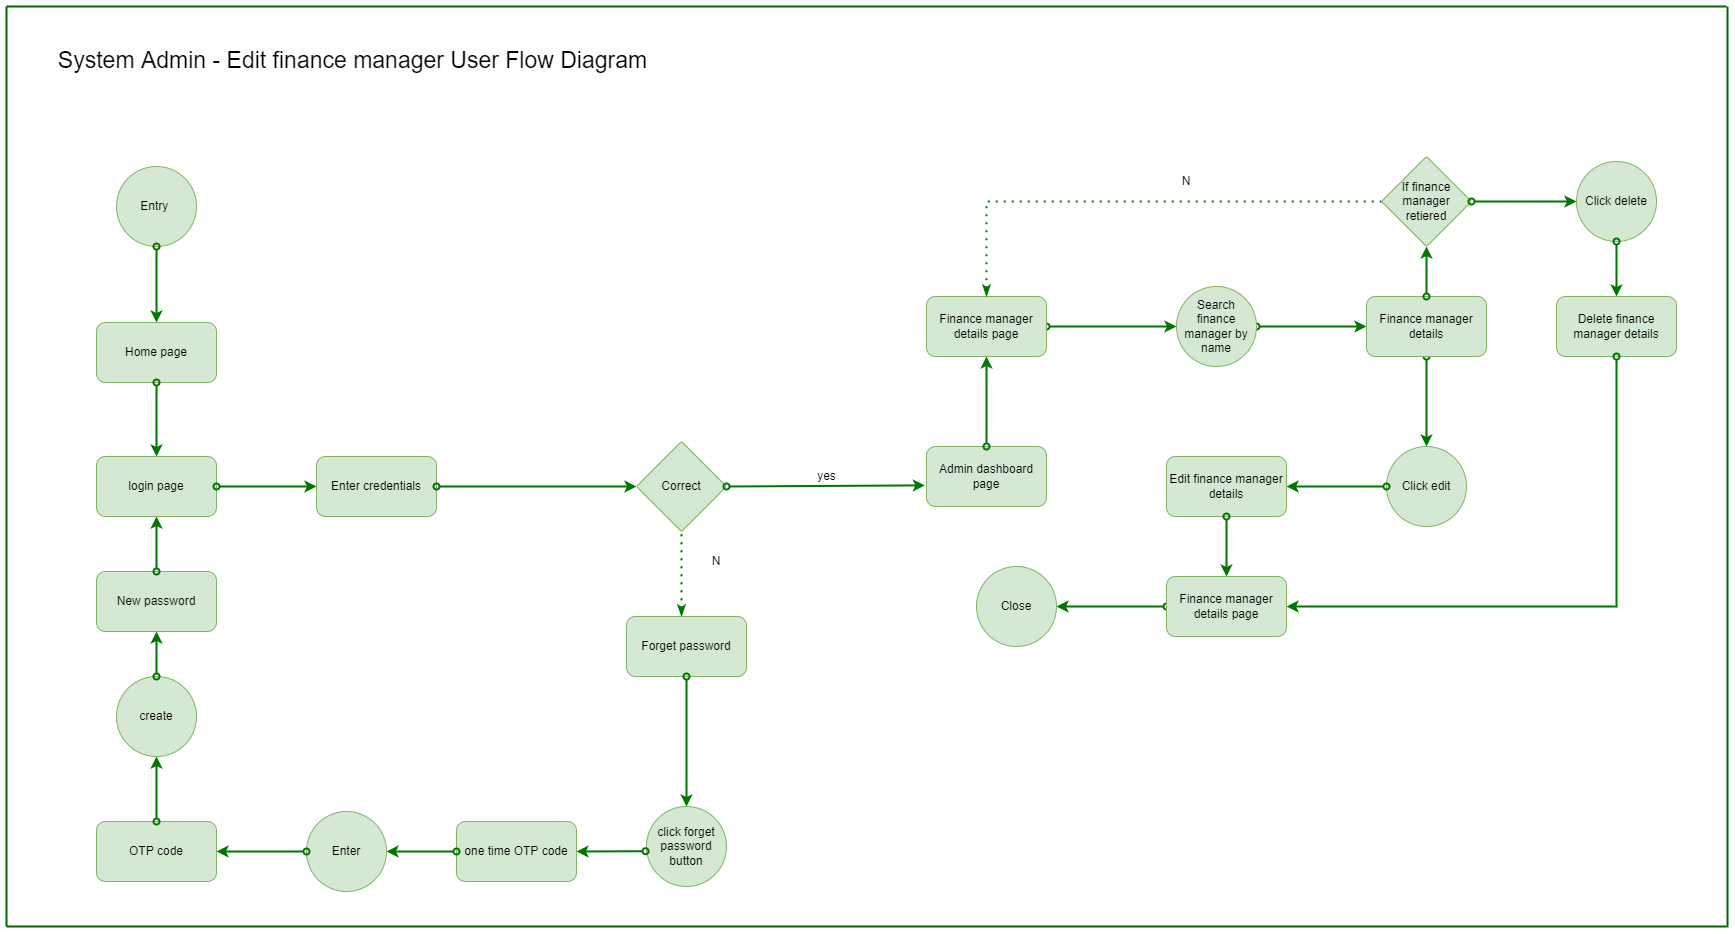 System Admin - Edit finance manager User Flow Diagram
Entry
Home page
login page
Enter credentials
Correct
yes
N
Admin dashboard
page
Finance manager
details page
Search
finance
manager by
name
Finance manager
details
If finance
manager
retiered
N
Click delete
Delete finance
manager details
Click edit
Edit finance manager
details
Finance manager
details page
Close
Forget password
click forget
password
button
one time OTP code
Enter
OTP code
create
New password